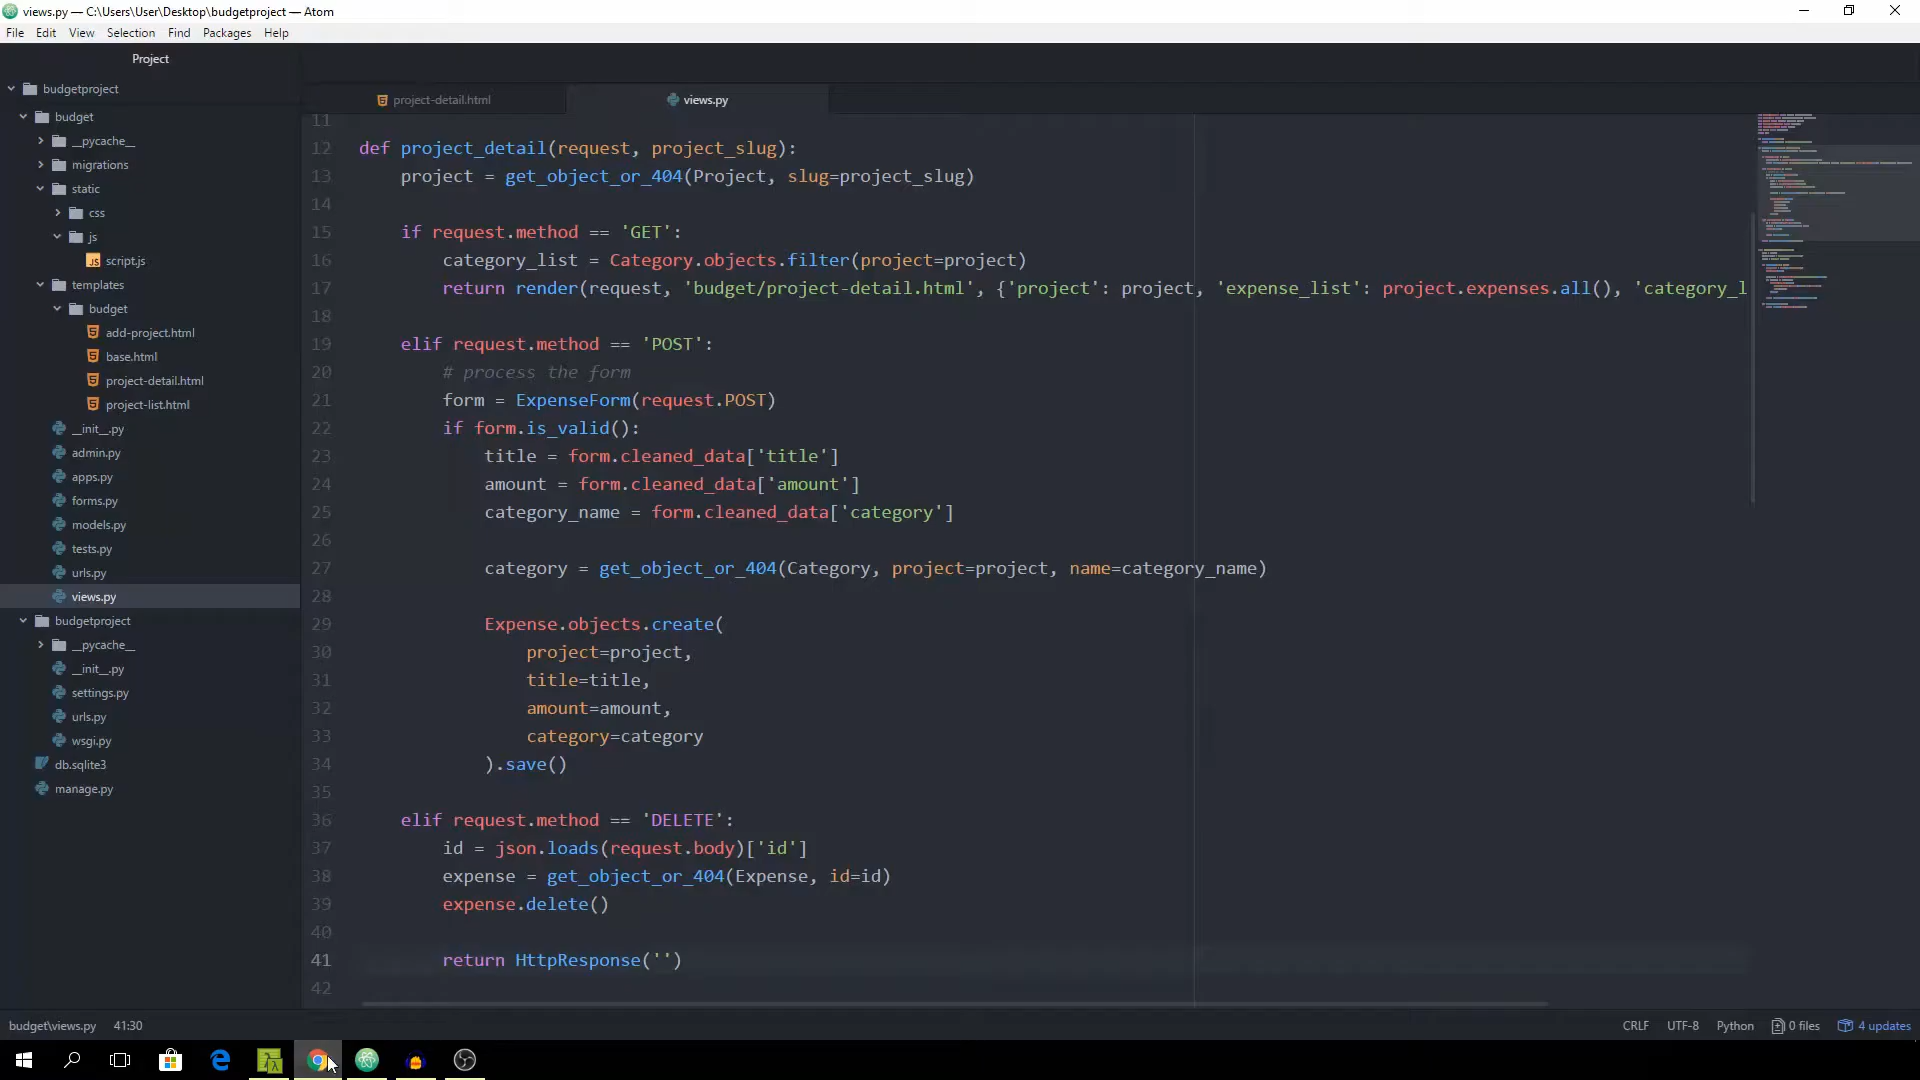 views.py — C:\Users\User\Desktop\budgetproject — Atom
File Edit View Selection Find Packages Help
Project
budgetproject
budget
__pycache__
migrations
static
css
js
script.js
templates
budget
add-project.html
base.html
project-detail.html
project-list.html
__init__.py
admin.py
apps.py
forms.py
models.py
tests.py
urls.py
views.py
budgetproject
__pycache__
__init__.py
settings.py
urls.py
wsgi.py
db.sqlite3
manage.py
project-detail.html views.py
11
12 def project_detail(request, project_slug):
13 project = get_object_or_404(Project, slug=project_slug)
14
15 if request.method == 'GET':
16 category_list = Category.objects.filter(project=project)
17 return render(request, 'budget/project-detail.html', {'project': project, 'expense_list': project.expenses.all(), 'category_l
18
19 elif request.method == 'POST':
20 # process the form
21 form = ExpenseForm(request.POST)
22 if form.is_valid():
23 title = form.cleaned_data['title']
24 amount = form.cleaned_data['amount']
25 category_name = form.cleaned_data['category']
26
27 category = get_object_or_404(Category, project=project, name=category_name)
28
29 Expense.objects.create(
30 project=project,
31 title=title,
32 amount=amount,
33 category=category
34 ).save()
35
36 elif request.method == 'DELETE':
37 id = json.loads(request.body)['id']
38 expense = get_object_or_404(Expense, id=id)
39 expense.delete()
40
41 return HttpResponse('')
42
budget\views.py 41:30 CRLF UTF-8 Python 0 files 4 updates